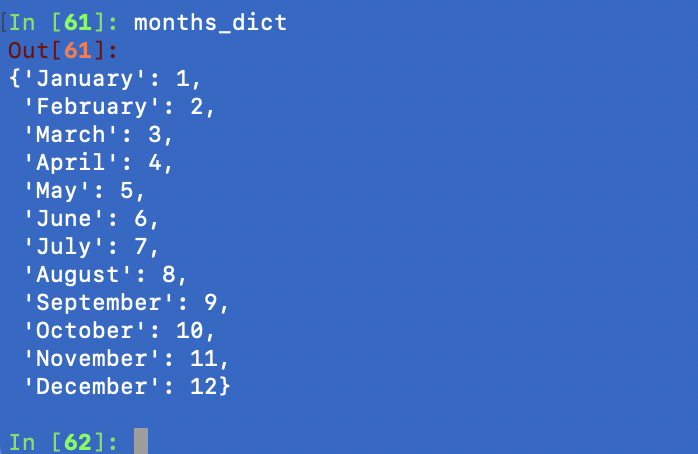 In [61]: months_dict
Out[61]:
{'January': 1,
 'February': 2,
 'March': 3,
 'April': 4,
 'May': 5,
 'June': 6,
 'July': 7,
 'August': 8,
 'September': 9,
 'October': 10,
 'November': 11,
 'December': 12}
In [62]: